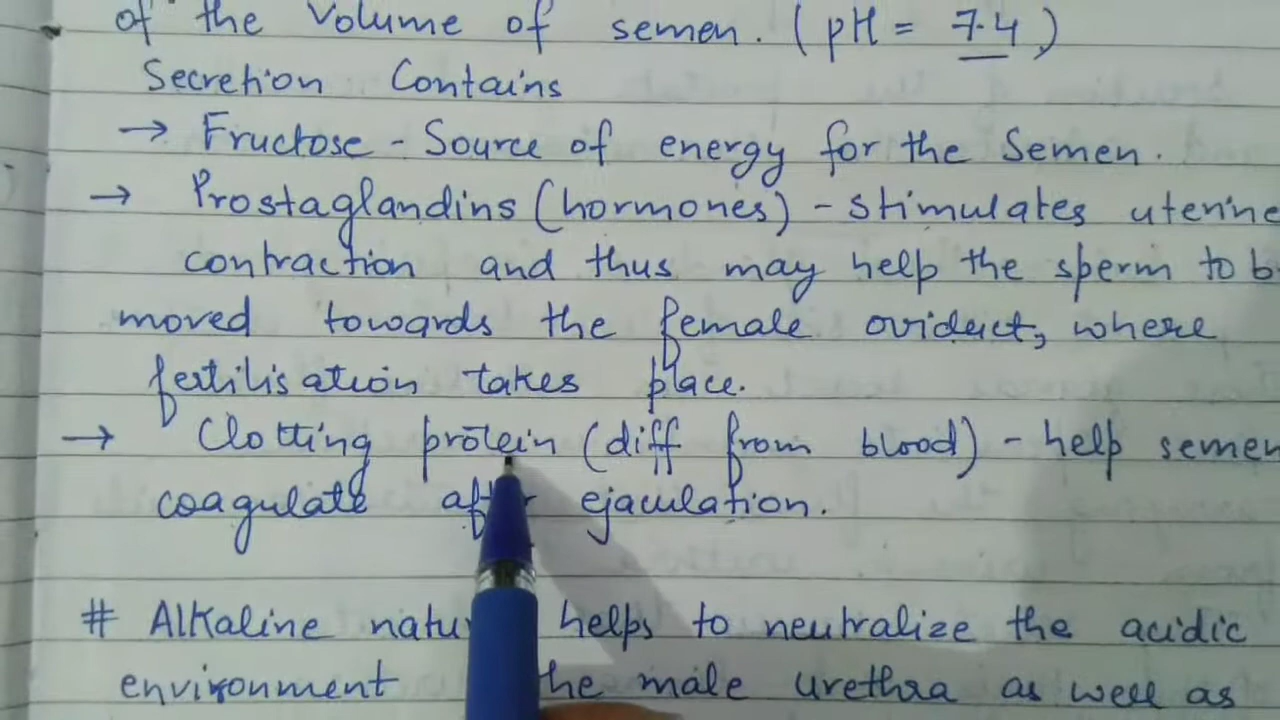 of the Volume of semen. (pH = 7.4)
Secretion Contains
→ Fructose - Source of energy for the Semen.
→ Prostaglandins (hormones) - stimulates uterine
contraction and thus may help the sperm to b
moved towards the female oviduct, where
fertilisation takes place.
→ Clotting protein (diff from blood) - help semen
coagulate after ejaculation.
# Alkaline natu helps to neutralize the acidic
environment the male urethra as well as